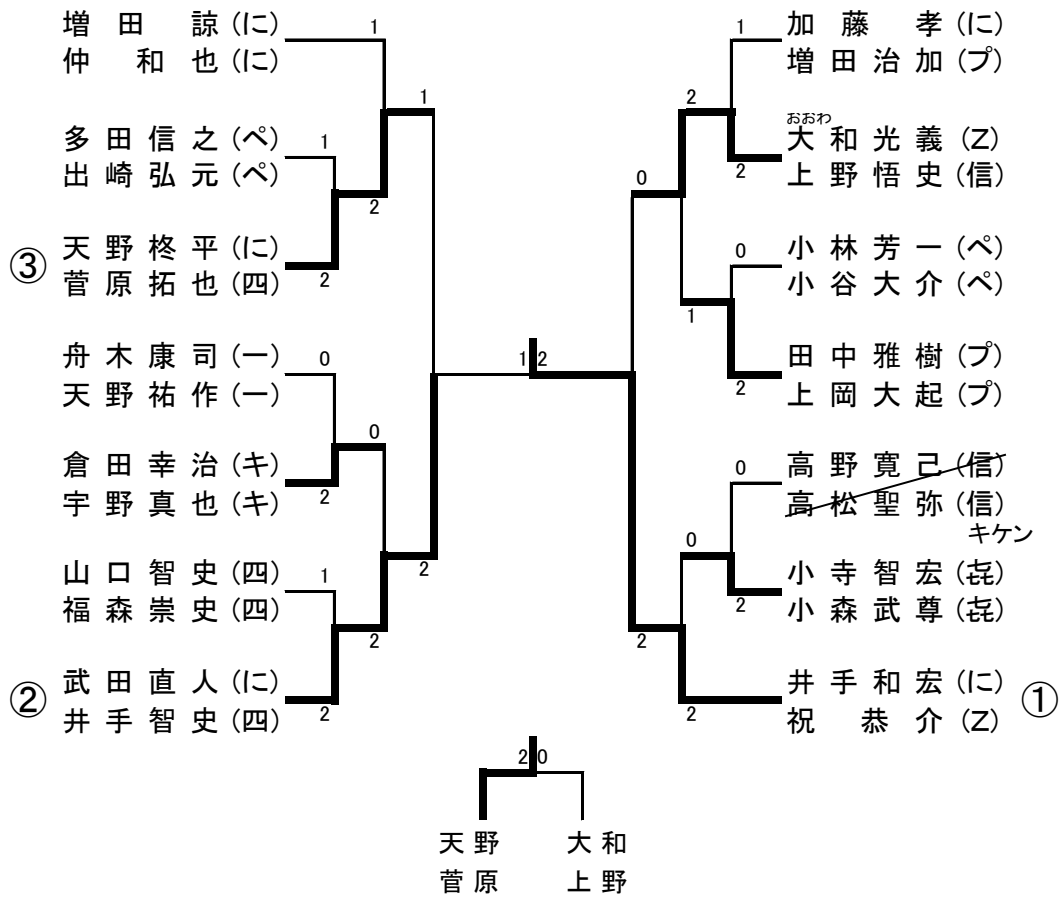 増田 諒 (に)
仲 和也 (に)
多田信之 (ペ)
出崎弘元 (ペ)
③
天野柊平 (に)
菅原拓也 (四)
舟木康司 (一)
天野祐作 (一)
倉田幸治 (キ)
宇野真也 (キ)
山口智史 (四)
福森崇史 (四)
②
武田直人 (に)
井手智史 (四)
1
1
2
2
1
0
2
0
1
2
2
2
1 2
加藤 孝 (に)
増田治加 (プ)
おおわ
大和光義 (Z)
上野悟史 (信)
小林芳一 (ペ)
小谷大介 (ペ)
田中雅樹 (プ)
上岡大起 (プ)
高野寛己 (信)
高松聖弥 (信)
キケン
小寺智宏 (㐂)
小森武尊 (㐂)
井手和宏 (に)
祝 恭介 (Z)
①
1
2
2
0
0
1
2
0
0
2
2
2
2 0
天野
菅原
大和
上野